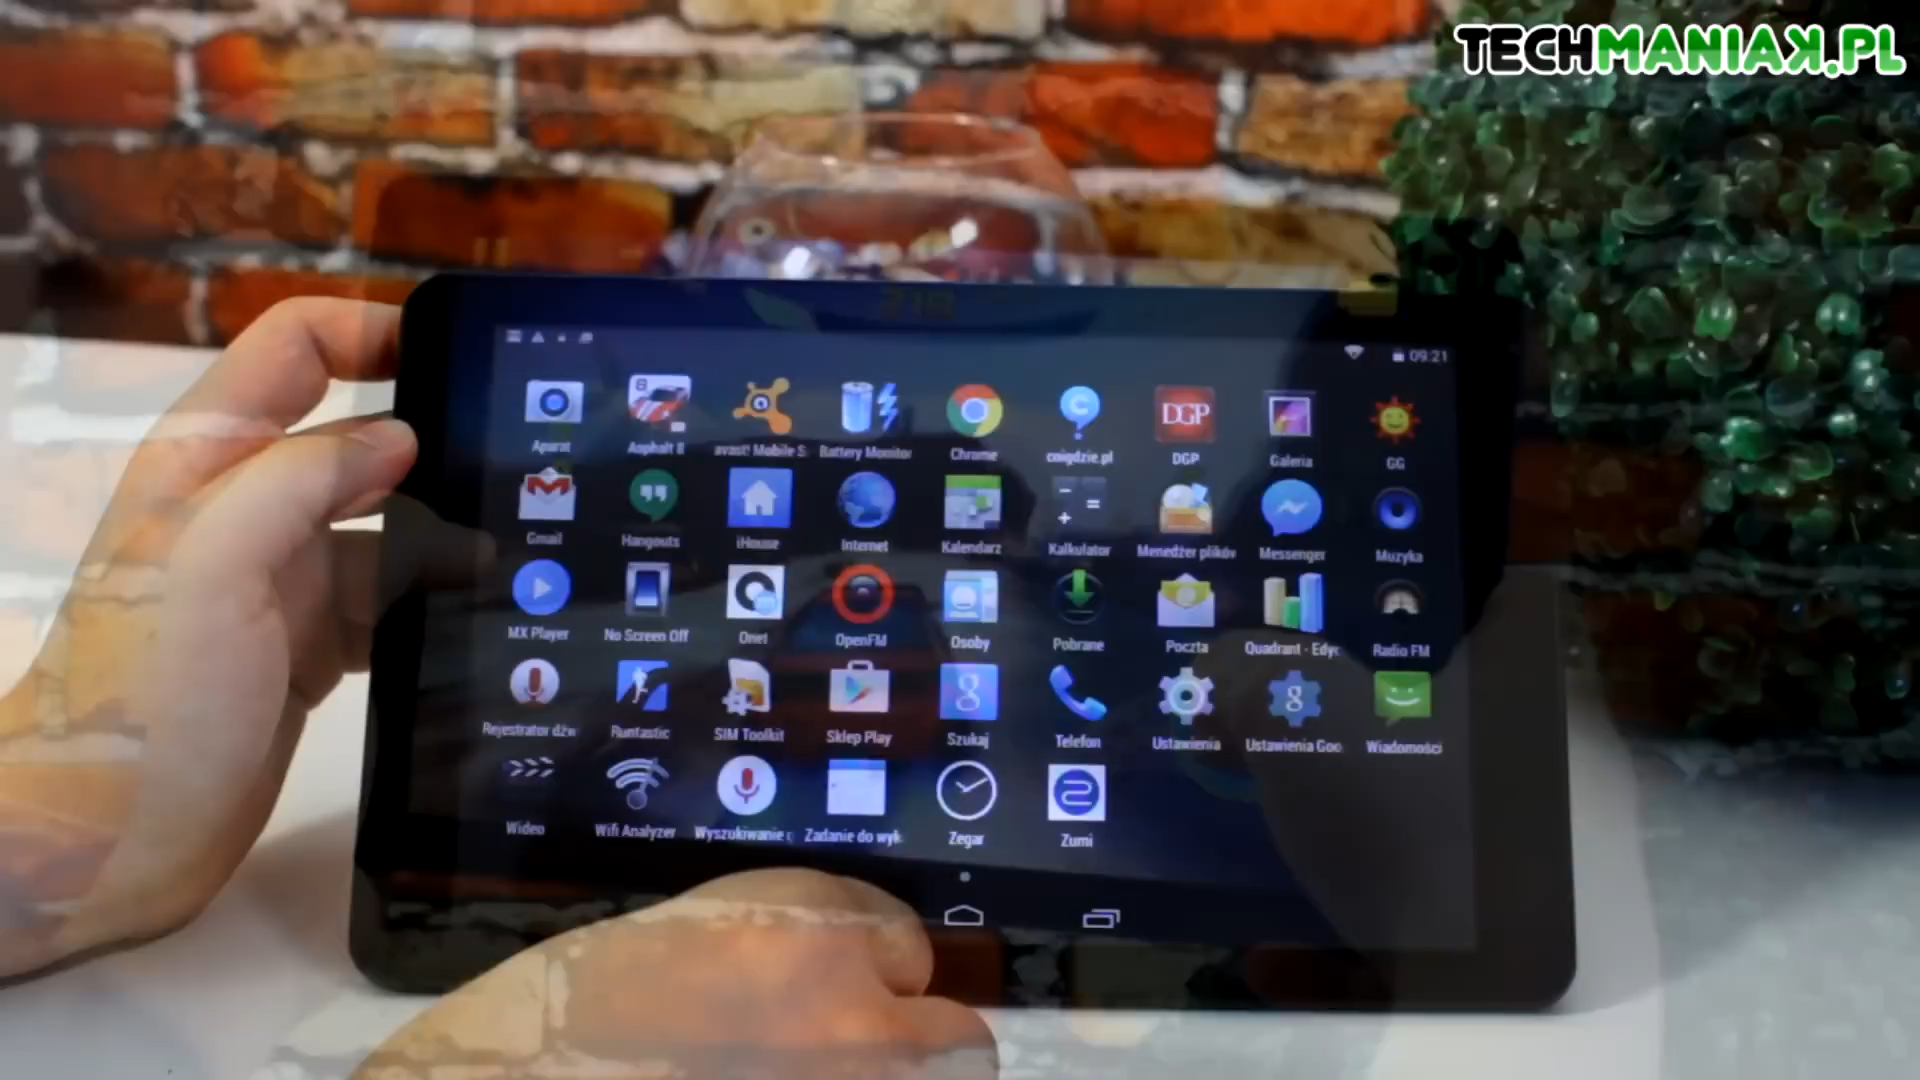 TECHMANIAK.PL
09:21
Aparat Asphalt 8 avast! Mobile S Battery Monitor Chrome coigdzie.pl DGP Galeria GG
Gmail Hangouts iHouse Internet Kalendarz Kalkulator Menedżer plików Messenger Muzyka
MX Player No Screen Off Onet OpenFM Osoby Pobrane Poczta Quadrant - Edyc Radio FM
Rejestrator dźw Runtastic SIM Toolkit Sklep Play Szukaj Telefon Ustawienia Ustawienia Goo Wiadomości
Wideo Wifi Analyzer Wyszukiwanie g Zadanie do wyk Zegar Zumi